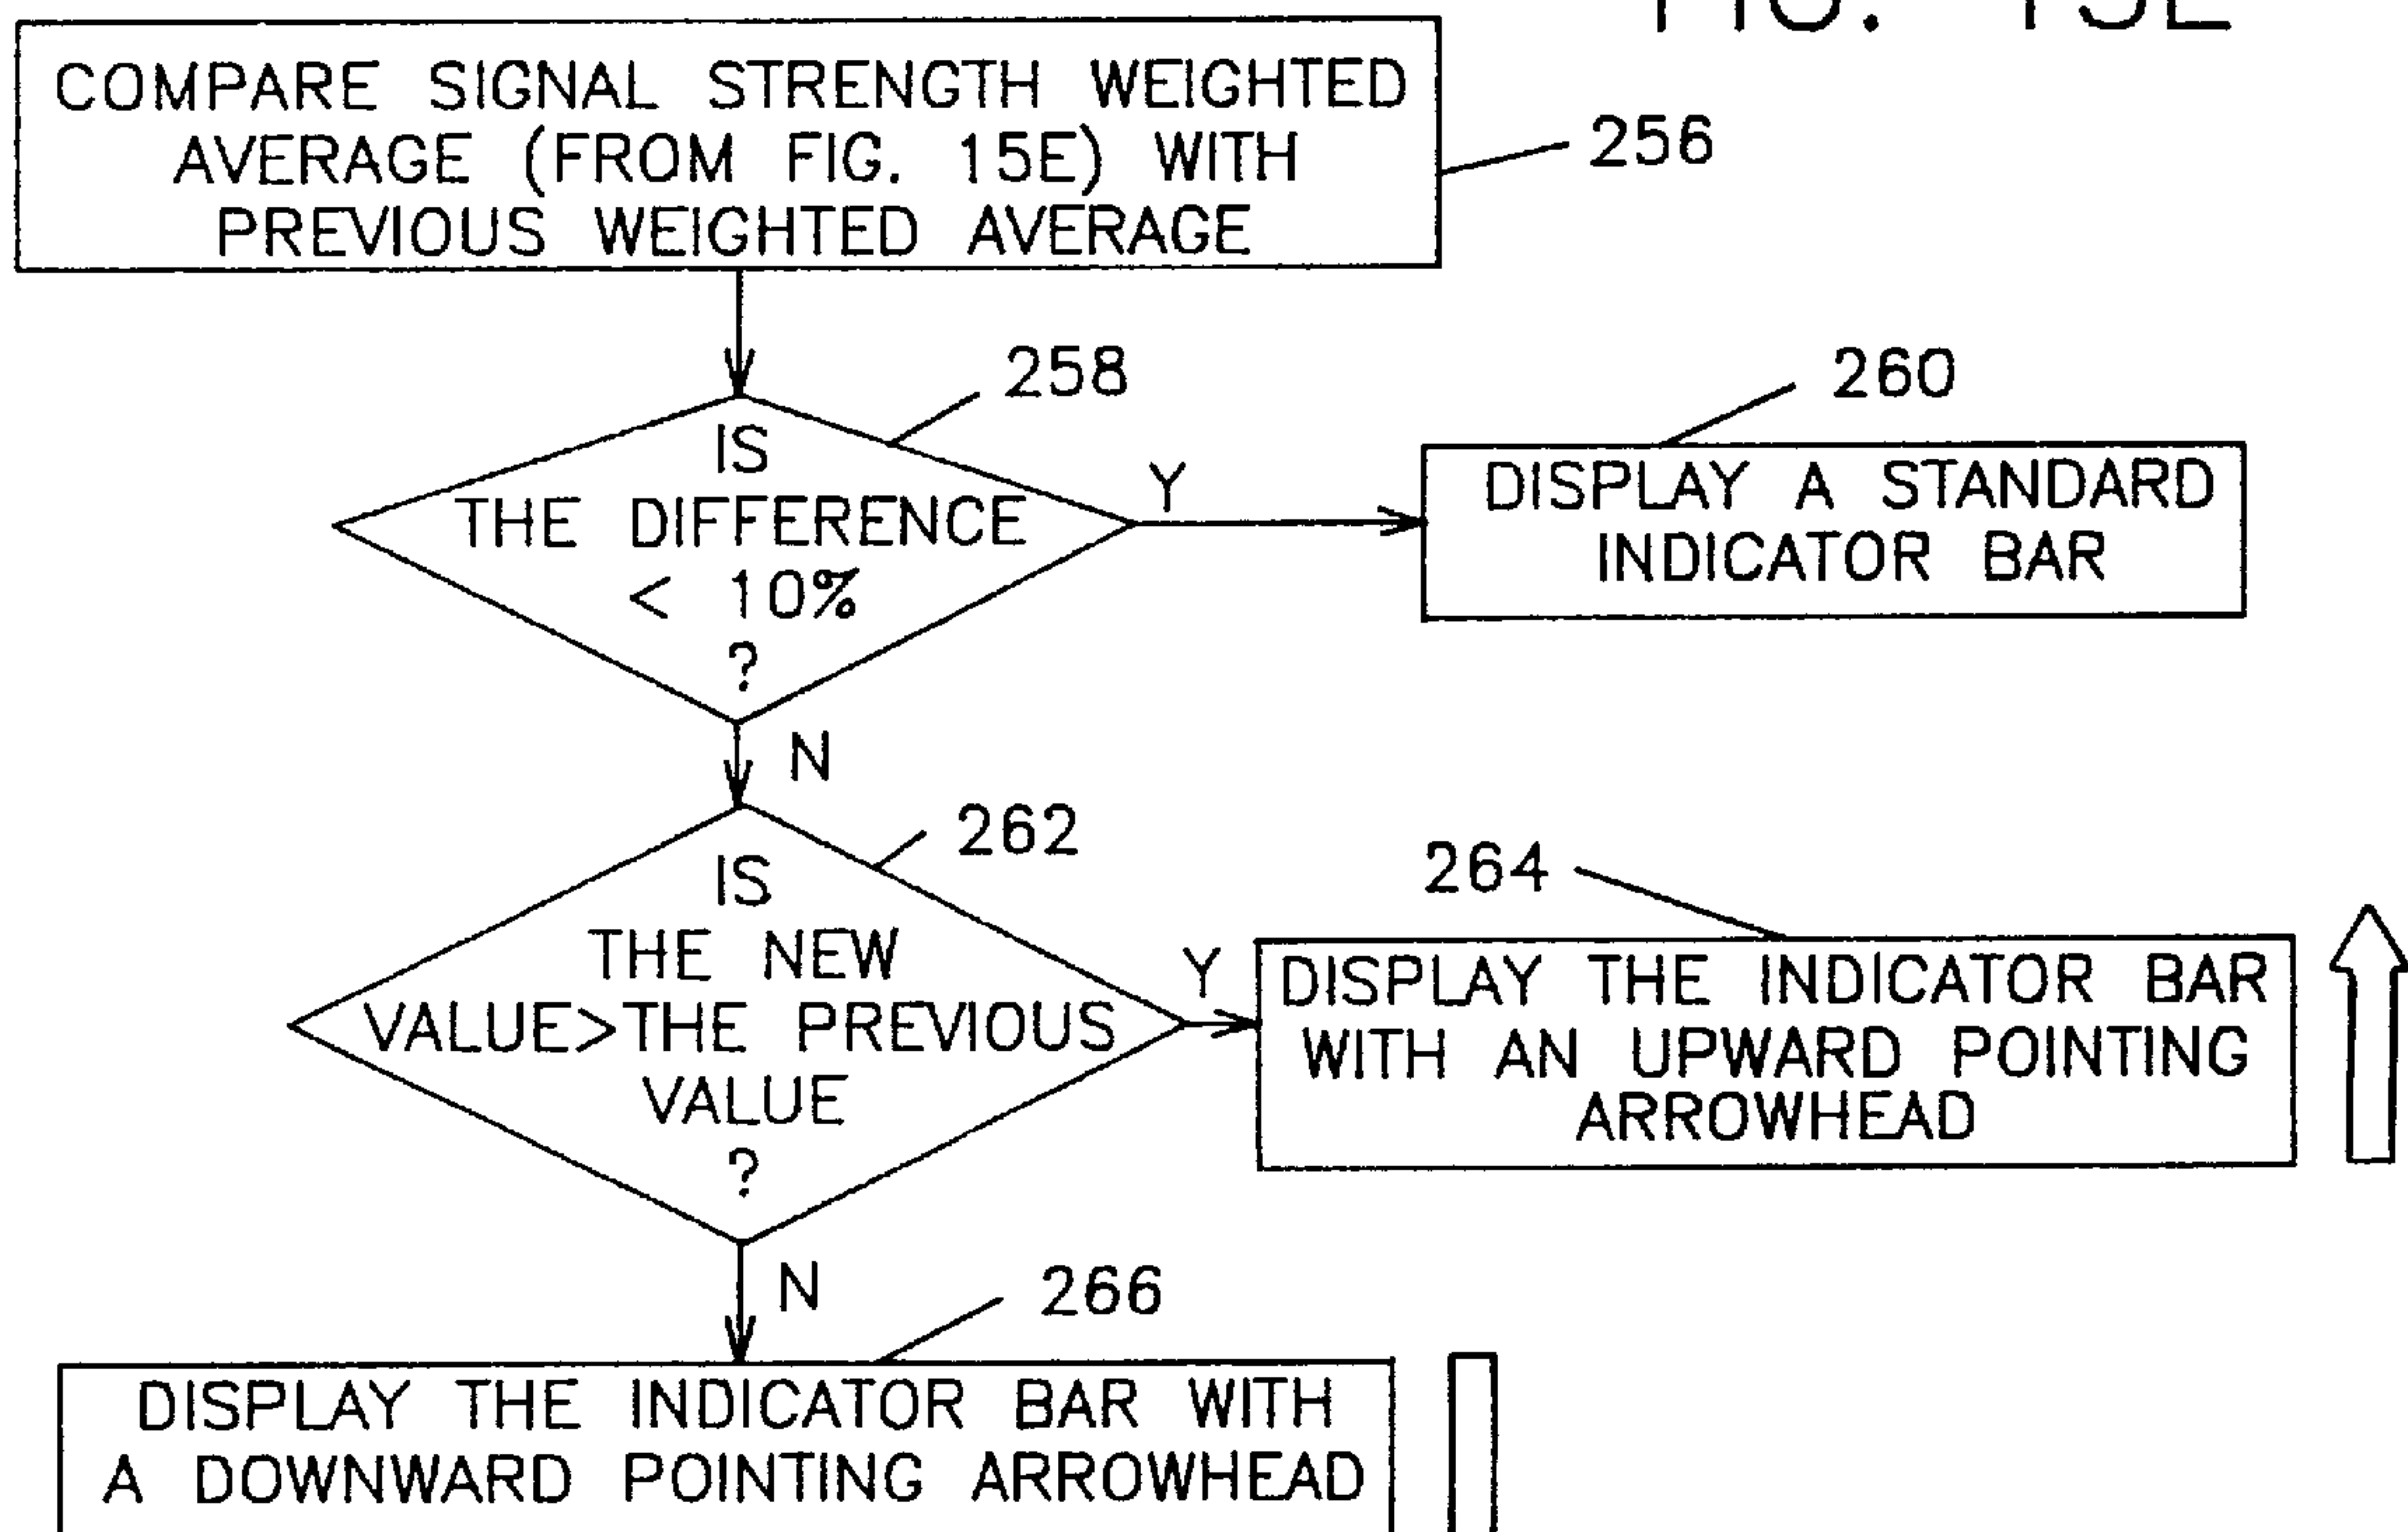 FIG. 15E
COMPARE SIGNAL STRENGTH WEIGHTED
AVERAGE (FROM FIG. 15E) WITH
PREVIOUS WEIGHTED AVERAGE
256
258
IS
THE DIFFERENCE
< 10%
?
Y
260
DISPLAY A STANDARD
INDICATOR BAR
N
262
IS
THE NEW
VALUE>THE PREVIOUS
VALUE
?
Y
264
DISPLAY THE INDICATOR BAR
WITH AN UPWARD POINTING
ARROWHEAD
N
266
DISPLAY THE INDICATOR BAR WITH
A DOWNWARD POINTING ARROWHEAD